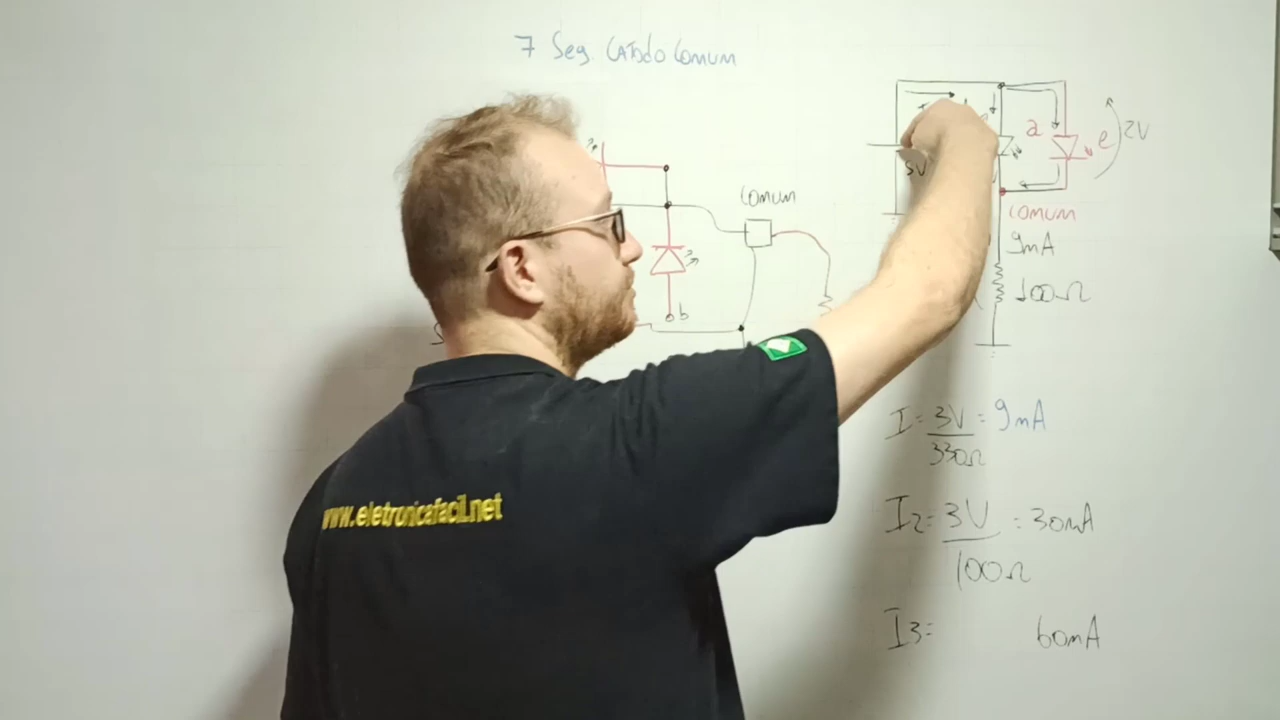 7 Seg. CATodo Comum
2V
a
e
5V
Comum
Comum
9mA
100Ω
b
I = 3V = 9mA
330Ω
I2 = 3V = 30mA
100Ω
I3 = 60mA
www.eletronicafacil.net